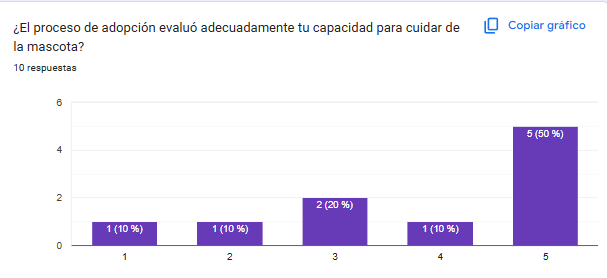 ¿El proceso de adopción evaluó adecuadamente tu capacidad para cuidar de
la mascota?
Copiar gráfico
10 respuestas
6
4
2
0
1 (10 %)
1 (10 %)
2 (20 %)
1 (10 %)
5 (50 %)
1
2
3
4
5